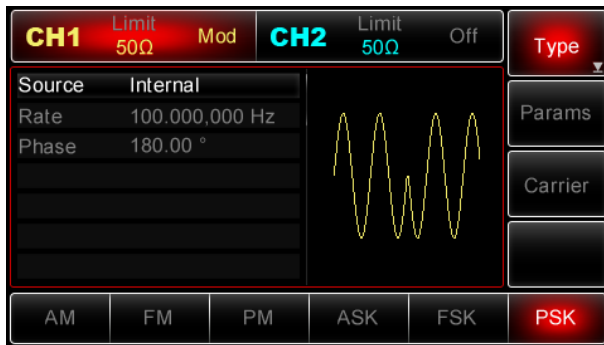 CH1 Limit 50Ω Mod CH2 Limit 50Ω Off Type
Source Internal
Rate 100.000,000 Hz
Phase 180.00 °
Params
Carrier
AM FM PM ASK FSK PSK